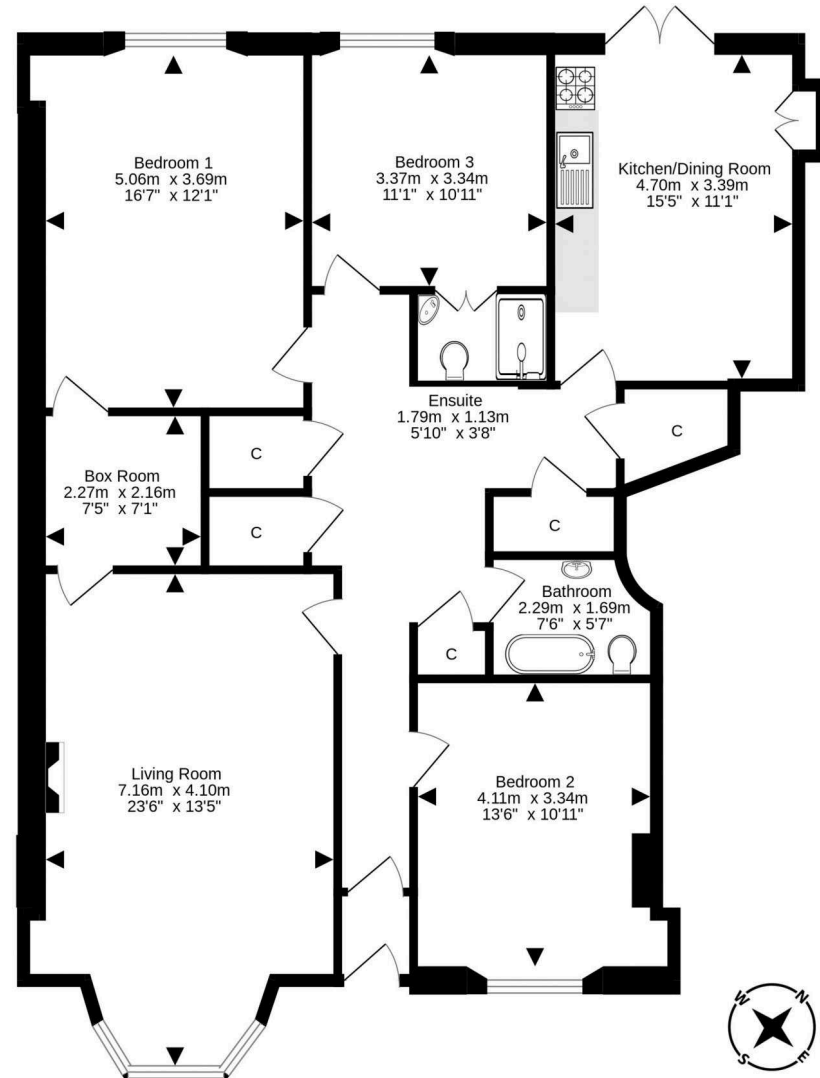 Bedroom 1
5.06m x 3.69m
16'7" x 12'1"
Bedroom 3
3.37m x 3.34m
11'1" x 10'11"
Kitchen/Dining Room
4.70m x 3.39m
15'5" x 11'1"
Ensuite
1.79m x 1.13m
5'10" x 3'8"
C
C
C
Box Room
2.27m x 2.16m
7'5" x 7'1"
C
Bathroom
2.29m x 1.69m
7'6" x 5'7"
C
Living Room
7.16m x 4.10m
23'6" x 13'5"
Bedroom 2
4.11m x 3.34m
13'6" x 10'11"
W
N
S
E